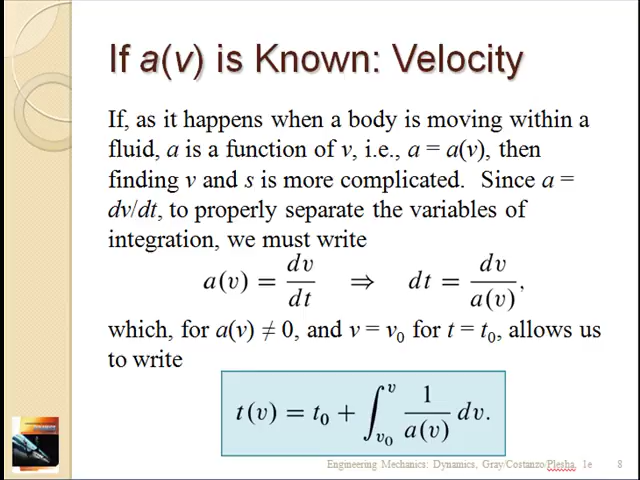 If a(v) is Known: Velocity
If, as it happens when a body is moving within a
fluid, a is a function of v, i.e., a = a(v), then
finding v and s is more complicated. Since a =
dv/dt, to properly separate the variables of
integration, we must write
a(v) = dv/dt ⇒ dt = dv/a(v),
which, for a(v) ≠ 0, and v = v₀ for t = t₀, allows us
to write
t(v) = t₀ + ∫_{v₀}^{v} 1/a(v) dv.
Engineering Mechanics: Dynamics, Gray/Costanzo/Plesha, 1e 8